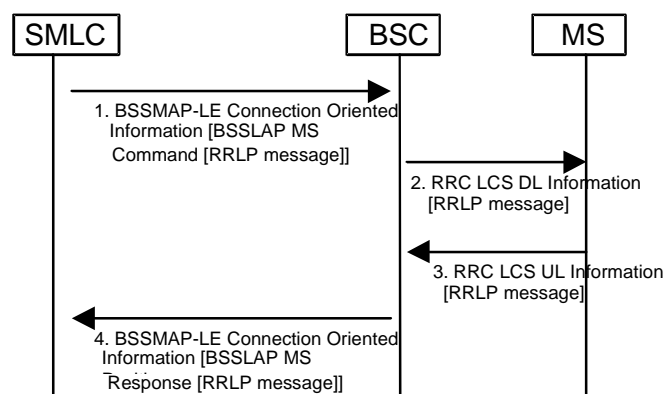 SMLC
BSC
MS
1. BSSMAP-LE Connection Oriented
Information [BSSLAP MS
Command [RRLP message]]
2. RRC LCS DL Information
[RRLP message]
3. RRC LCS UL Information
[RRLP message]
4. BSSMAP-LE Connection Oriented
Information [BSSLAP MS
Response [RRLP message]]